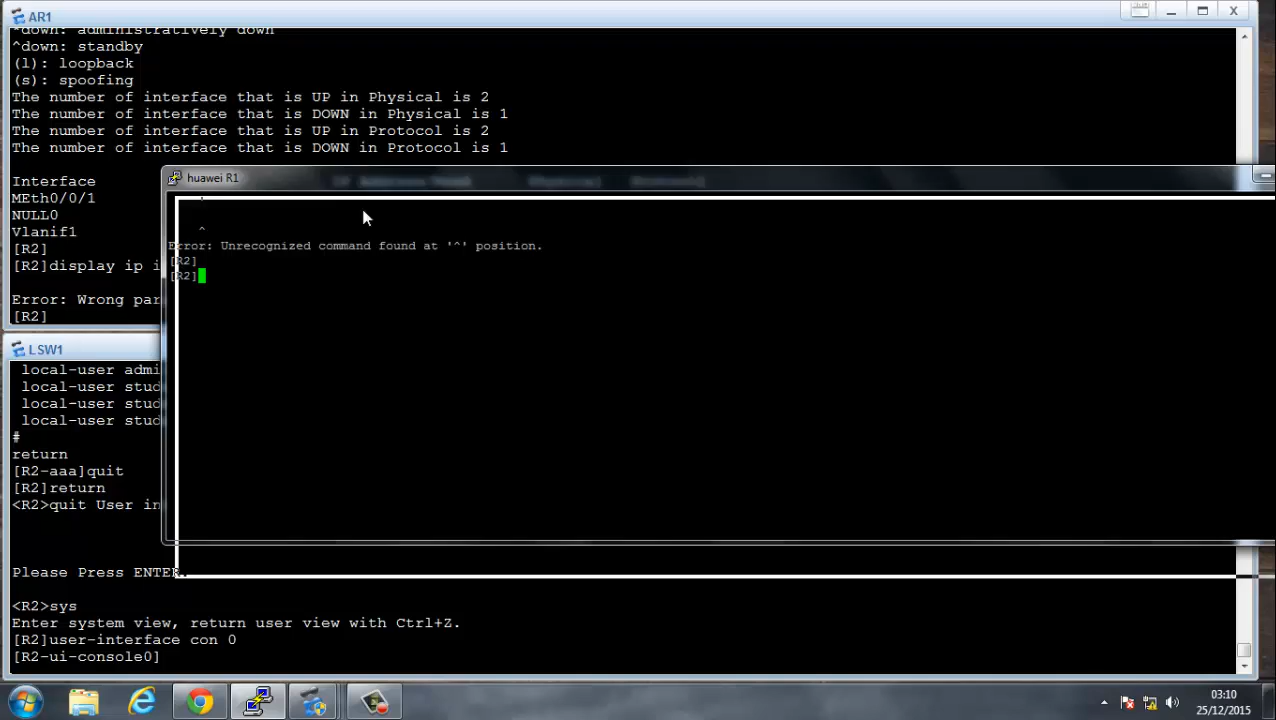 AR1
*down: administratively down
^down: standby
(l): loopback
(s): spoofing
The number of interface that is UP in Physical is 2
The number of interface that is DOWN in Physical is 1
The number of interface that is UP in Protocol is 2
The number of interface that is DOWN in Protocol is 1
Interface
MEth0/0/1
NULL0
Vlanif1
[R2]
[R2]display ip i
Error: Wrong par
[R2]
huawei R1
^
Error: Unrecognized command found at '^' position.
[R2]
[R2]
LSW1
local-user admi
local-user stud
local-user stud
local-user stud
#
return
[R2-aaa]quit
[R2]return
<R2>quit User in
Please Press ENTER.
<R2>sys
Enter system view, return user view with Ctrl+Z.
[R2]user-interface con 0
[R2-ui-console0]
03:10
25/12/2015